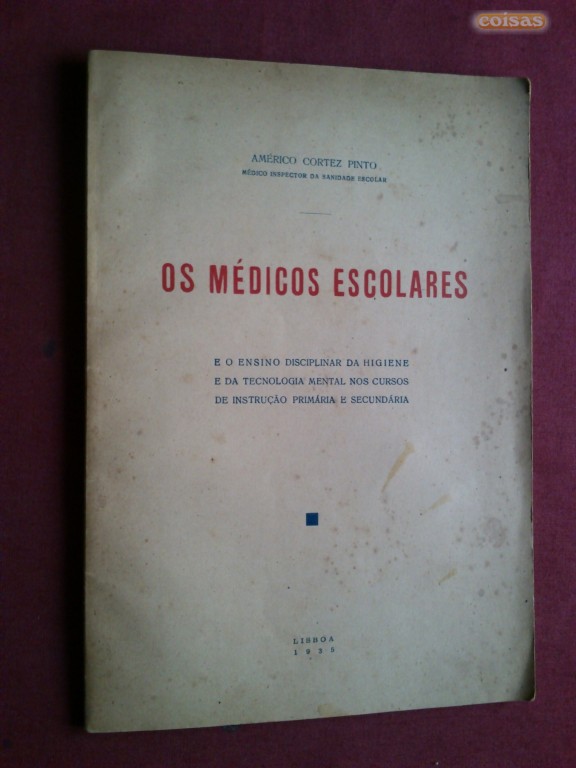 coisas
AMÉRICO CORTEZ PINTO
MÉDICO INSPECTOR DA SANIDADE ESCOLAR
OS MÉDICOS ESCOLARES
E O ENSINO DISCIPLINAR DA HIGIENE
E DA TECNOLOGIA MENTAL NOS CURSOS
DE INSTRUÇÃO PRIMÁRIA E SECUNDÁRIA
LISBOA